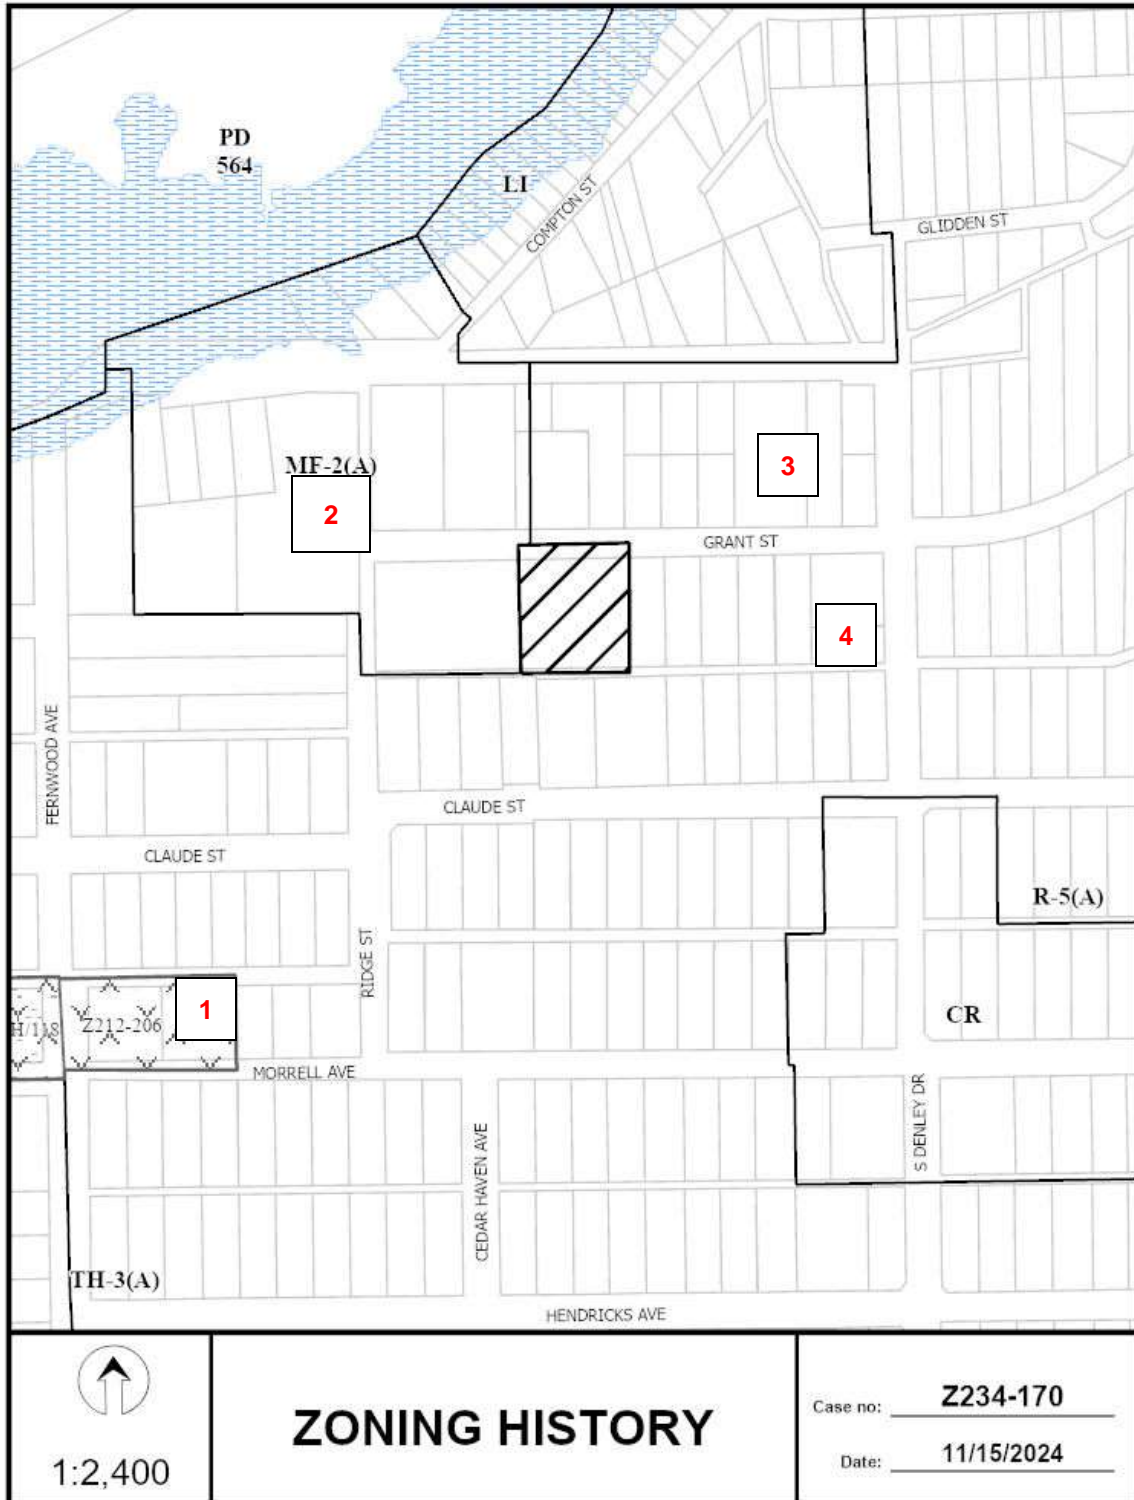 PD
564
LI
COMPTON ST
GLIDDEN ST
MF-2(A)
3
2
GRANT ST
4
FERNWOOD AVE
CLAUDE ST
CLAUDE ST
R-5(A)
RIDGE ST
1
Z212-206
H/118
CR
MORRELL AVE
S DENLEY DR
CEDAR HAVEN AVE
TH-3(A)
HENDRICKS AVE
1:2,400
ZONING HISTORY
Case no: Z234-170
Date: 11/15/2024